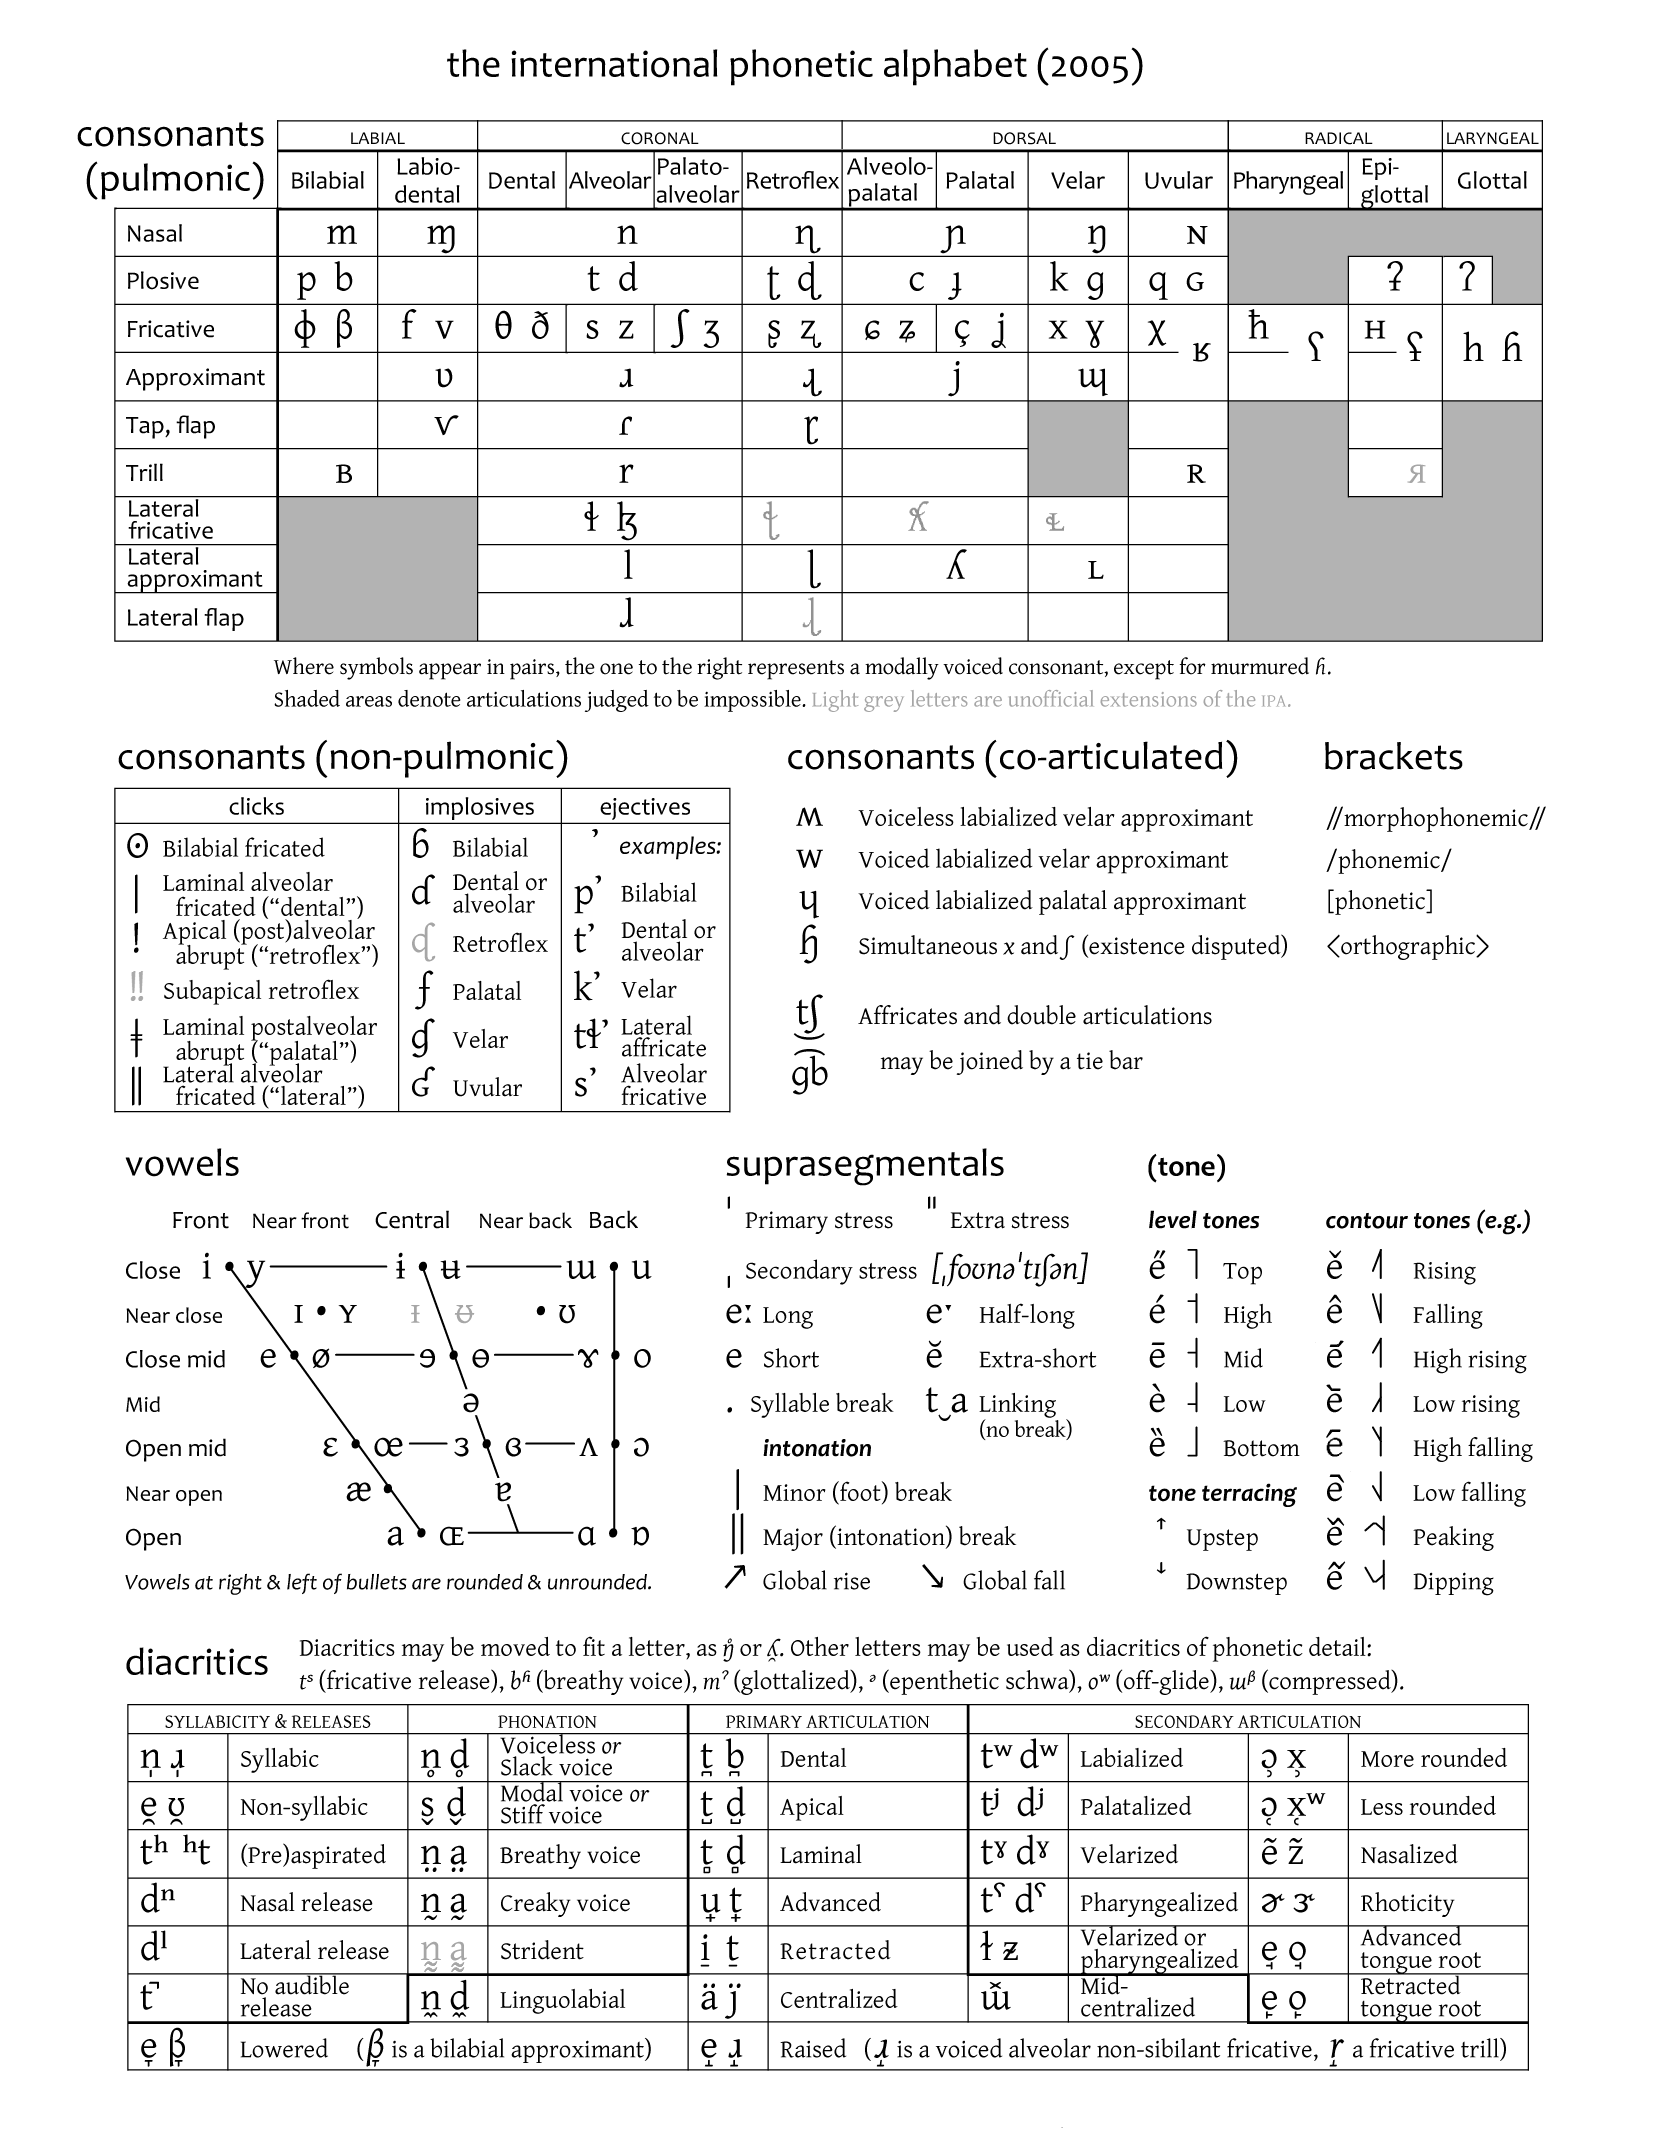 the international phonetic alphabet (2005)
consonants (pulmonic)
LABIAL CORONAL DORSAL RADICAL LARYNGEAL
Bilabial Labio-dental Dental Alveolar Palato-alveolar Retroflex Alveolo-palatal Palatal Velar Uvular Pharyngeal Epi-glottal Glottal
Nasal m ɱ n ɳ ɲ ŋ ɴ
Plosive p b t d ʈ ɖ c ɟ k ɡ q ɢ ʡ ʔ
Fricative ɸ β f v θ ð s z ʃ ʒ ʂ ʐ ɕ ʑ ç ʝ x ɣ χ ʁ ħ ʕ ʜ ʢ h ɦ
Approximant ʋ ɹ ɻ j ɰ
Tap, flap ⱱ ɾ ɽ
Trill ʙ r ʀ ᴙ
Lateral fricative ɬ ɮ
Lateral approximant l ɭ ʎ ʟ
Lateral flap ɺ
Where symbols appear in pairs, the one to the right represents a modally voiced consonant, except for murmured ɦ.
Shaded areas denote articulations judged to be impossible. Light grey letters are unofficial extensions of the IPA.
consonants (non-pulmonic)
clicks implosives ejectives
ʘ Bilabial fricated ɓ Bilabial ʼ examples:
ǀ Laminal alveolar fricated (“dental”) ɗ Dental or alveolar pʼ Bilabial
ǃ Apical (post)alveolar abrupt (“retroflex”) ᶑ Retroflex tʼ Dental or alveolar
‼ Subapical retroflex ʄ Palatal kʼ Velar
ǂ Laminal postalveolar abrupt (“palatal”) ɠ Velar tɬʼ Lateral affricate
ǁ Lateral alveolar fricated (“lateral”) ʛ Uvular sʼ Alveolar fricative
consonants (co-articulated)
ʍ Voiceless labialized velar approximant
w Voiced labialized velar approximant
ɥ Voiced labialized palatal approximant
ɧ Simultaneous x and ʃ (existence disputed)
t͜ʃ Affricates and double articulations
ɡ͡b may be joined by a tie bar
brackets
//morphophonemic//
/phonemic/
[phonetic]
⟨orthographic⟩
vowels
Front Near front Central Near back Back
Close i • y ɨ • ʉ ɯ • u
Near close ɪ • ʏ ᵻ ᵿ • ʊ
Close mid e • ø ɘ • ɵ ɤ • o
Mid ə
Open mid ɛ • œ ɜ • ɞ ʌ • ɔ
Near open æ • ɐ
Open a • ɶ ɑ • ɒ
Vowels at right & left of bullets are rounded & unrounded.
suprasegmentals
ˈ Primary stress ˈˈ Extra stress
ˌ Secondary stress [ˌfoʊnəˈtɪʃən]
eː Long eˑ Half-long
e Short ĕ Extra-short
. Syllable break t‿a Linking (no break)
intonation
| Minor (foot) break
‖ Major (intonation) break
↗ Global rise ↘ Global fall
(tone)
level tones
e̋ ˥ Top
é ˦ High
ē ˧ Mid
è ˨ Low
ȅ ˩ Bottom
tone terracing
ꜛ Upstep
ꜜ Downstep
contour tones (e.g.)
ě ˩˥ Rising
ê ˥˩ Falling
e᷄ ˧˥ High rising
e᷅ ˩˧ Low rising
e᷇ ˥˧ High falling
e᷆ ˧˩ Low falling
e᷈ Peaking
e᷉ Dipping
diacritics
Diacritics may be moved to fit a letter, as ŋ̊ or ʎ̯. Other letters may be used as diacritics of phonetic detail:
tˢ (fricative release), bʱ (breathy voice), mˀ (glottalized), ᵊ (epenthetic schwa), oʷ (off-glide), ɯᵝ (compressed).
SYLLABICITY & RELEASES PHONATION PRIMARY ARTICULATION SECONDARY ARTICULATION
n̩ ɹ̩ Syllabic n̥ d̥ Voiceless or Slack voice t̪ b̪ Dental tʷ dʷ Labialized ɔ̹ x̹ More rounded
e̯ ʊ̯ Non-syllabic s̬ d̬ Modal voice or Stiff voice t̺ d̺ Apical tʲ dʲ Palatalized ɔ̜ x̜ʷ Less rounded
tʰ ʰt (Pre)aspirated n̤ a̤ Breathy voice t̻ d̻ Laminal tˠ dˠ Velarized ẽ z̃ Nasalized
dⁿ Nasal release n̰ a̰ Creaky voice u̟ t̟ Advanced tˤ dˤ Pharyngealized ɚ ɝ Rhoticity
dˡ Lateral release n᷽ a᷽ Strident i̠ t̠ Retracted ɫ ᵶ Velarized or pharyngealized e̘ o̘ Advanced tongue root
t̚ No audible release n̼ d̼ Linguolabial ä j̈ Centralized ɯ̽ Mid-centralized e̙ o̙ Retracted tongue root
e̞ β̞ Lowered (β̞ is a bilabial approximant) e̝ ɹ̝ Raised (ɹ̝ is a voiced alveolar non-sibilant fricative, r̝ a fricative trill)